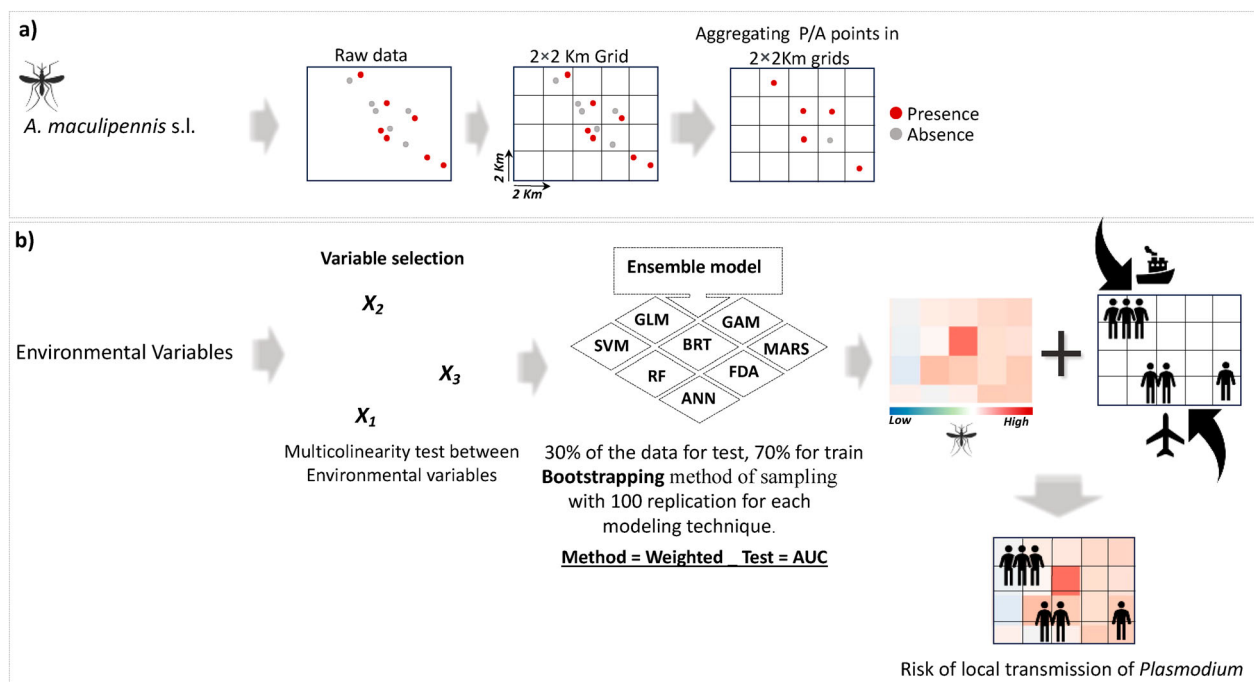 a)
A. maculipennis s.l.
Raw data
2×2 Km Grid
2 Km
2 Km
Aggregating P/A points in
2×2Km grids
Presence
Absence
b)
Environmental Variables
Variable selection
X2
X3
X1
Multicolinearity test between
Environmental variables
Ensemble model
GLM
GAM
SVM
BRT
MARS
RF
FDA
ANN
30% of the data for test, 70% for train
Bootstrapping method of sampling
with 100 replication for each
modeling technique.
Method = Weighted _ Test = AUC
Low
High
Risk of local transmission of Plasmodium